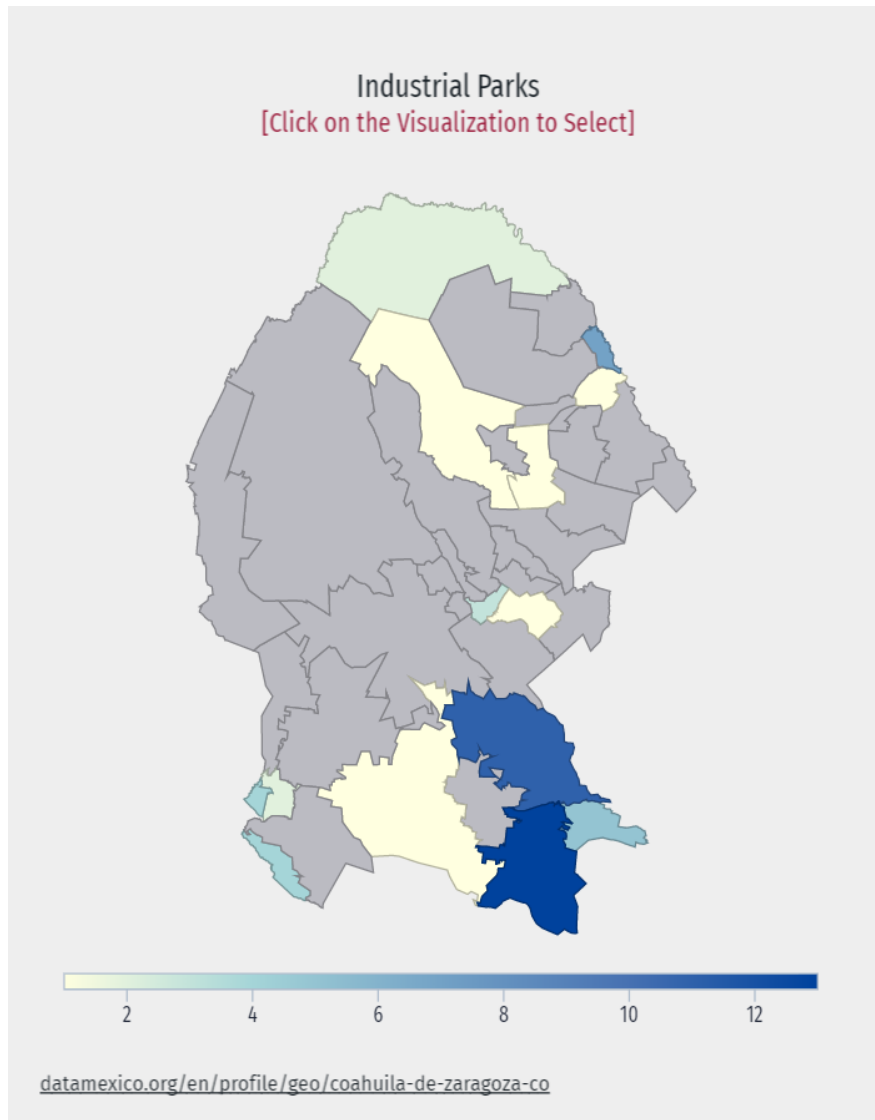 Industrial Parks
[Click on the Visualization to Select]
2 4 6 8 10 12
datamexico.org/en/profile/geo/coahuila-de-zaragoza-co